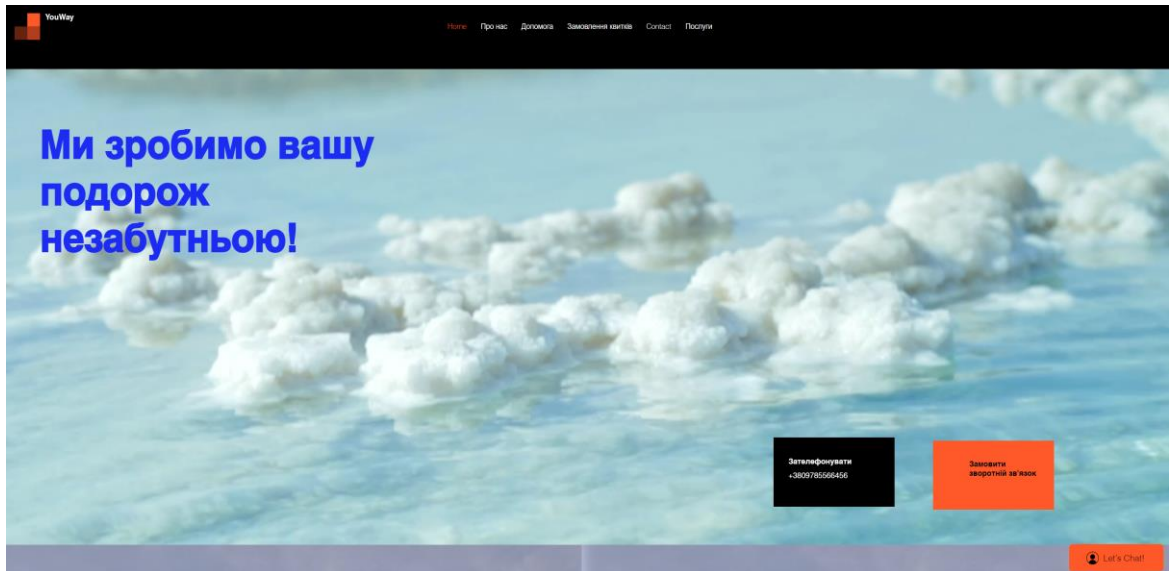 YouWay
Home Про нас Допомога Замовлення квитків Contact Послуги
Ми зробимо вашу
подорож
незабутньою!
Зателефонувати
+3809785566456
Замовити
зворотній зв'язок
Let's Chat!